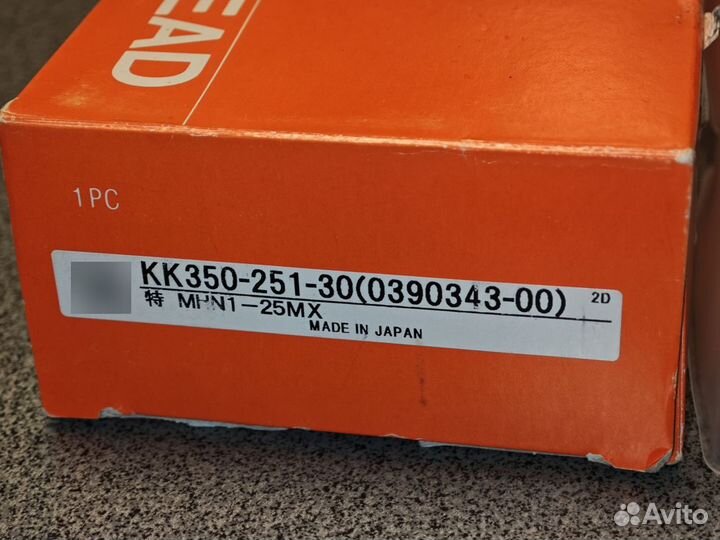 EAD
1PC
KK350-251-30(0390343-00) 2D
特 MHN1-25MX
MADE IN JAPAN
Avito